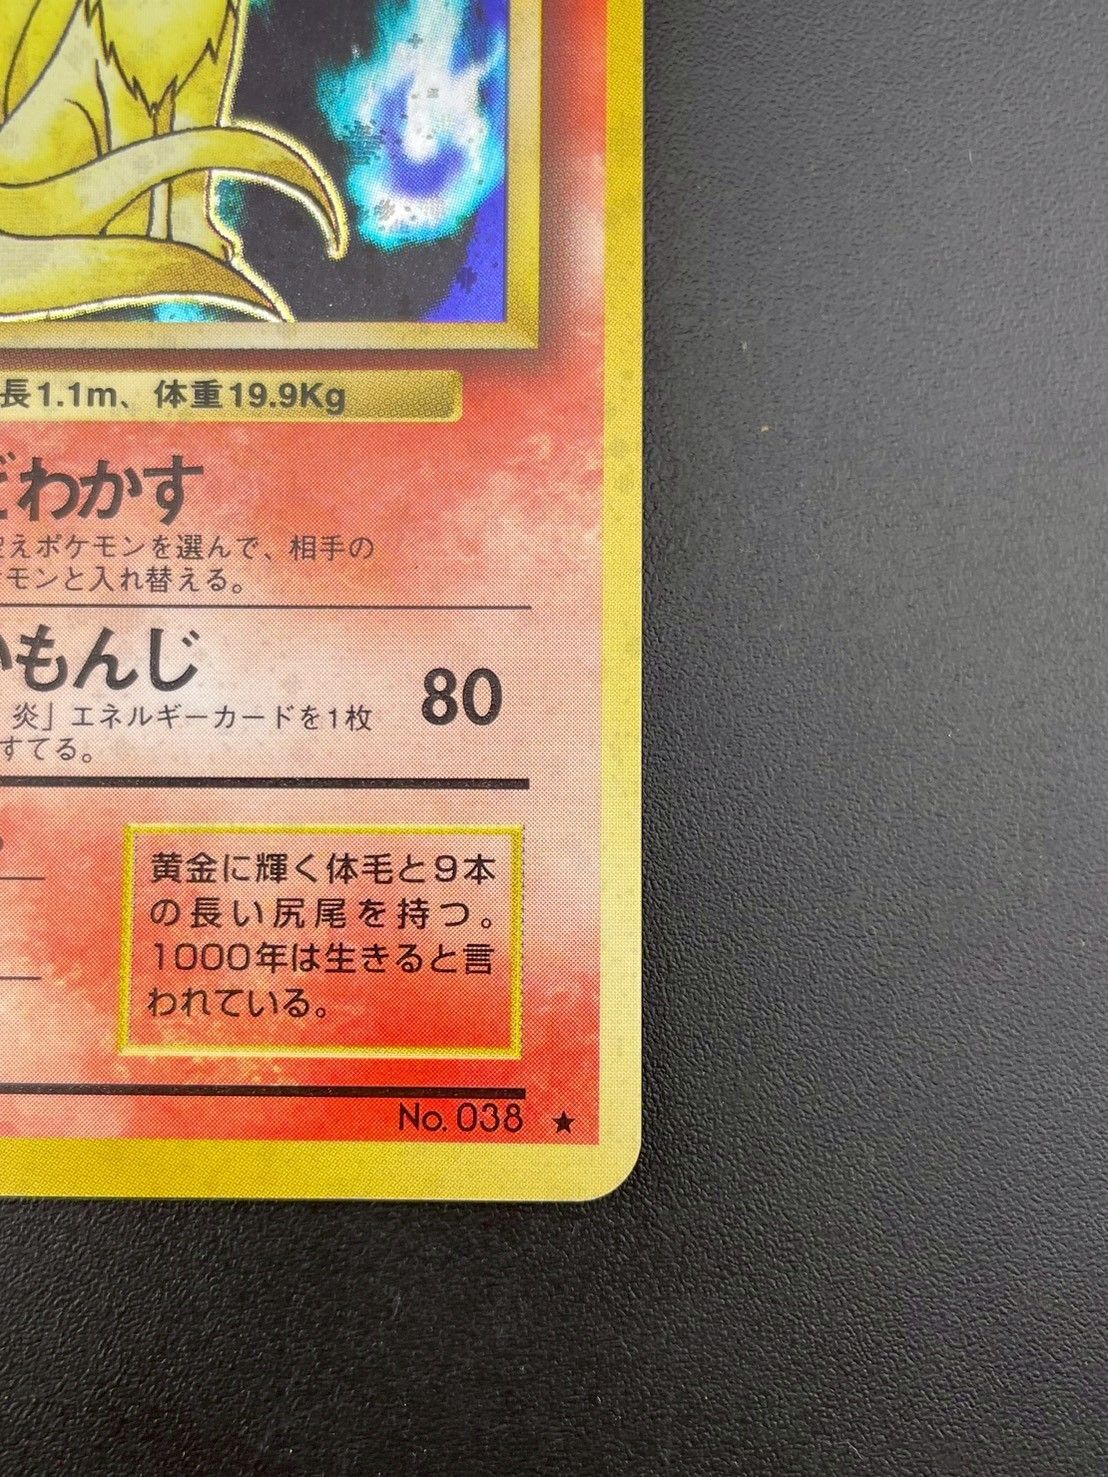 長1.1m、体重19.9Kg
どわかす
控えポケモンを選んで、相手の
ケモンと入れ替える。
いもんじ
80
炎」エネルギーカードを1枚
すてる。
黄金に輝く体毛と9本
の長い尻尾を持つ。
1000年は生きると言
われている。
No. 038 ★